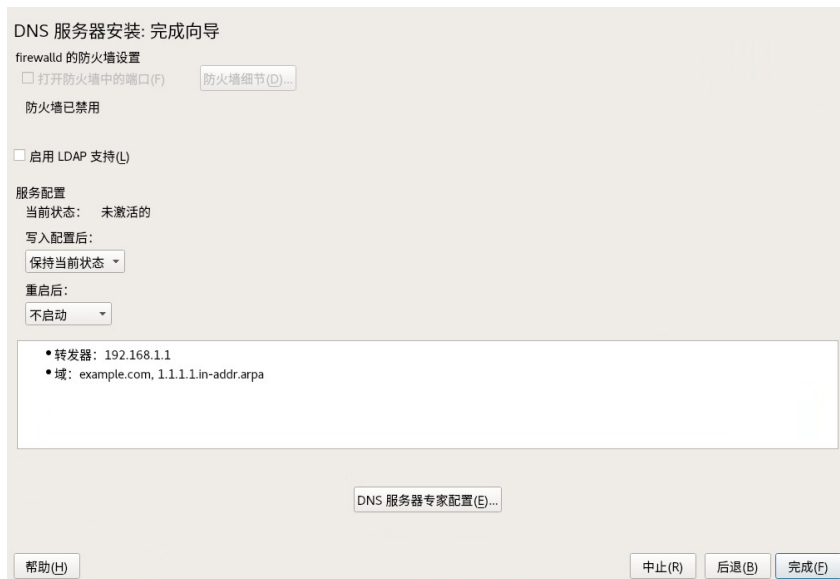 DNS 服务器安装: 完成向导
firewalld 的防火墙设置
打开防火墙中的端口(F) 防火墙细节(D)...
防火墙已禁用
启用 LDAP 支持(L)
服务配置
当前状态: 未激活的
写入配置后:
保持当前状态
重启后:
不启动
• 转发器: 192.168.1.1
• 域: example.com, 1.1.1.1.in-addr.arpa
DNS 服务器专家配置(E)...
帮助(H) 中止(R) 后退(B) 完成(F)